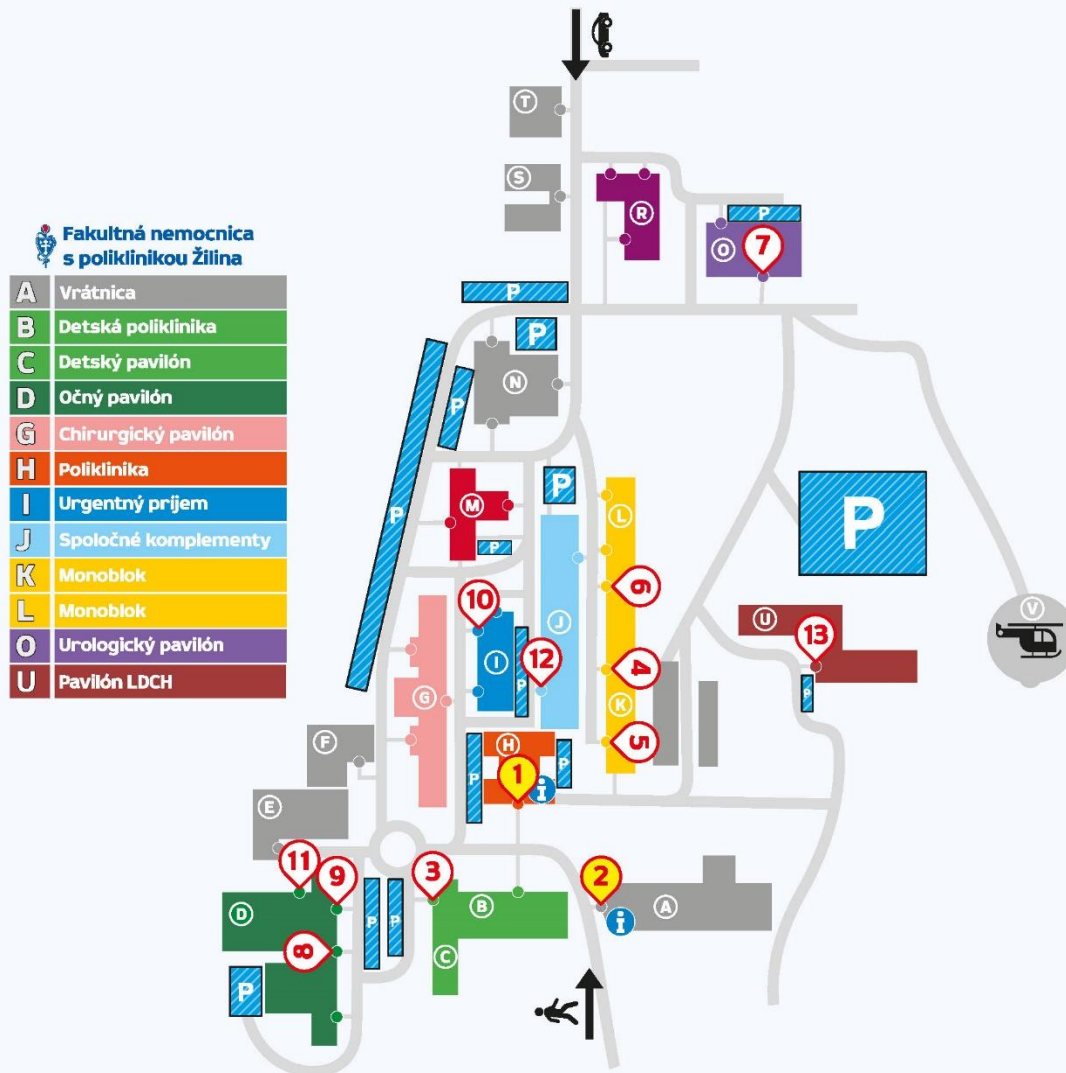 T
S
R
P
O
7
Fakultná nemocnica
s poliklinikou Žilina
A Vrátnica
B Detská poliklinika
C Detský pavilón
D Očný pavilón
G Chirurgický pavilón
H Poliklinika
I Urgentný príjem
J Spoločné komplementy
K Monoblok
L Monoblok
O Urologický pavilón
U Pavilón LDCH
P
P
N
P
P
P
M
L
P
P
6
10
J
I
12
P
4
G
K
U
13
P
V
5
F
H
P
P
1
i
E
11
9
3
2
D
P
P
B
A
i
8
C
P